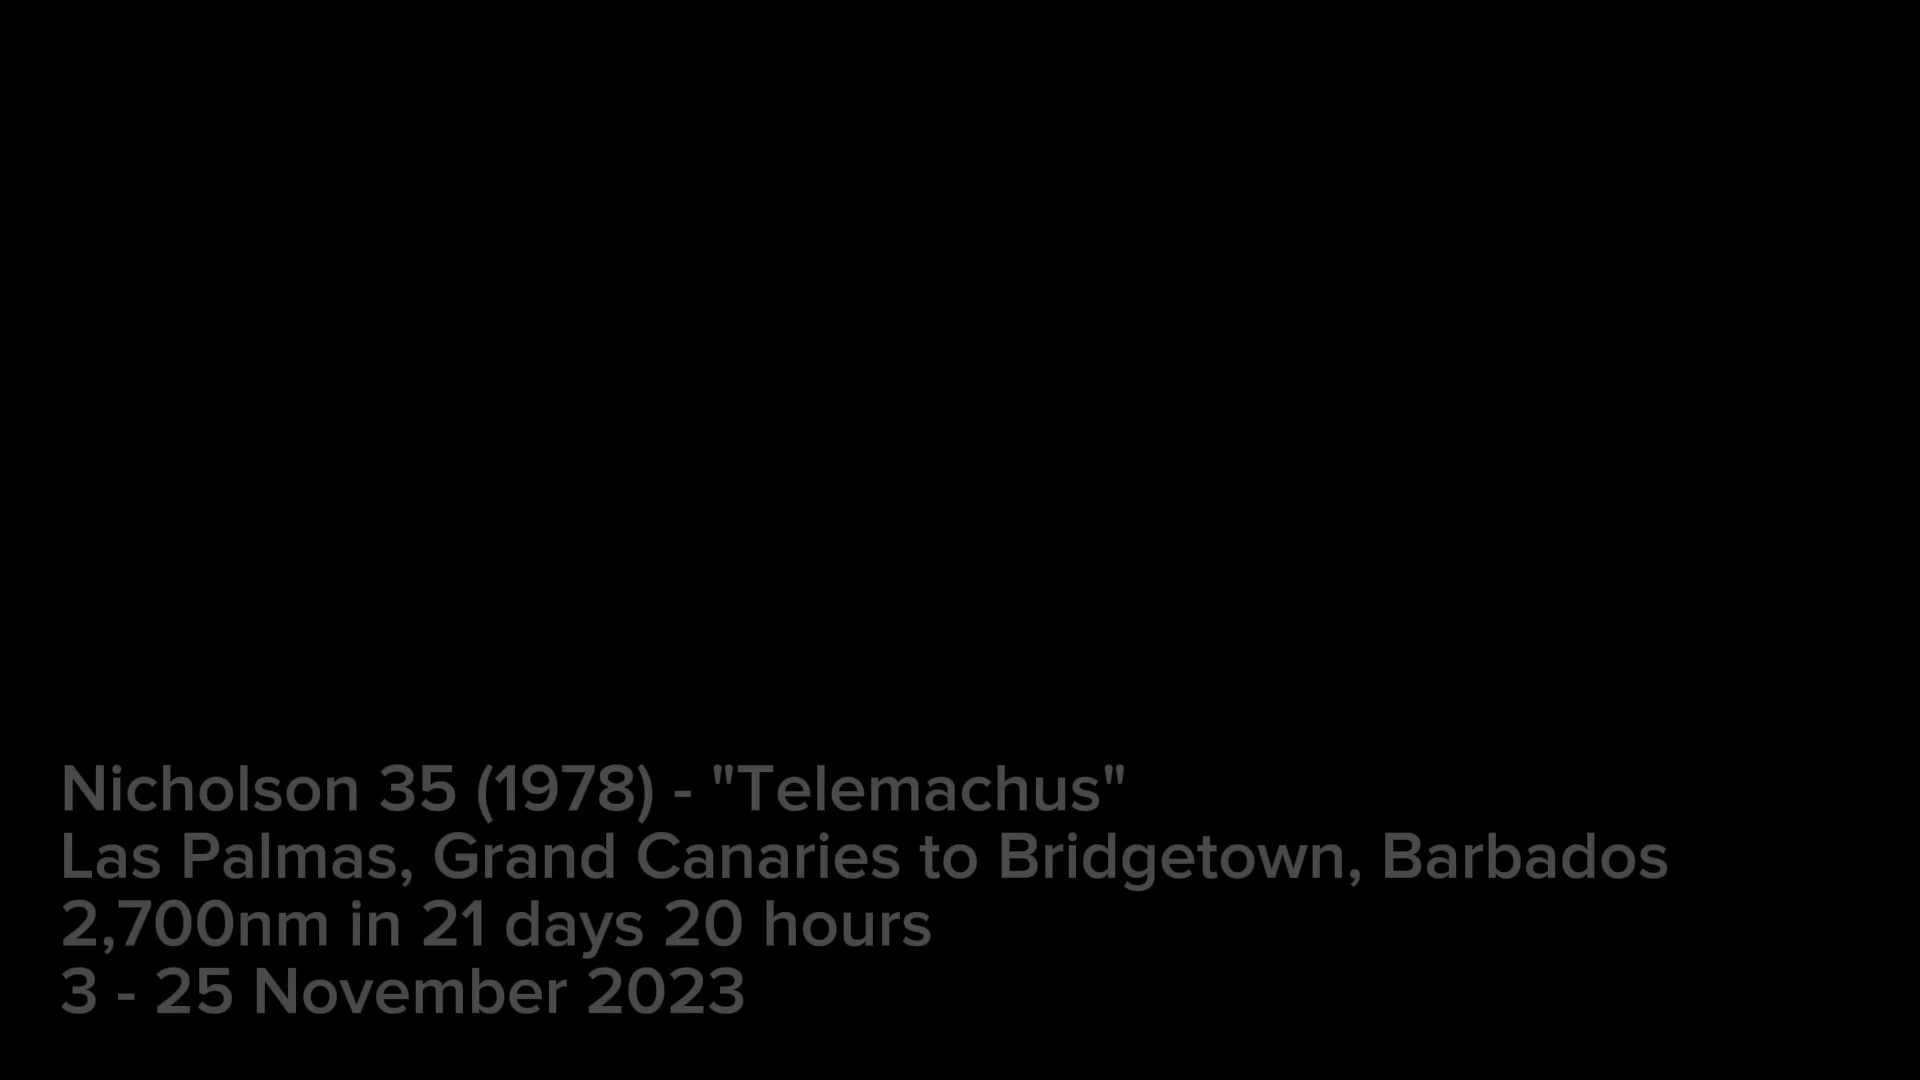 Nicholson 35 (1978) - "Telemachus"
Las Palmas, Grand Canaries to Bridgetown, Barbados
2,700nm in 21 days 20 hours
3 - 25 November 2023